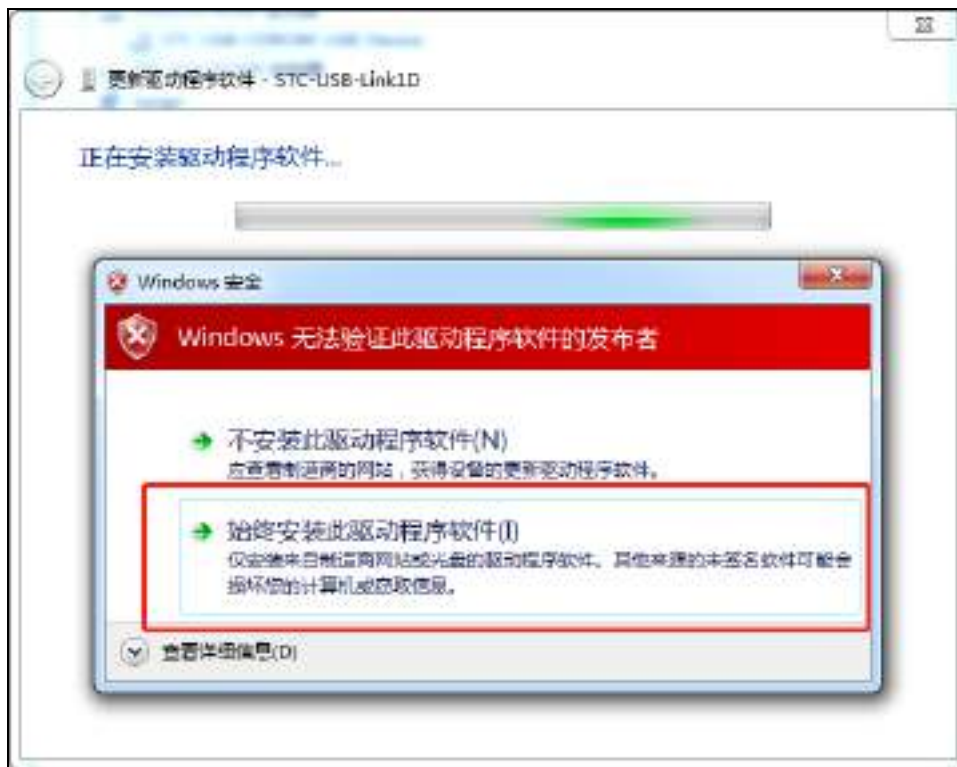 更新驱动程序软件 - STC-USB-Link1D
正在安装驱动程序软件...
Windows 安全
Windows 无法验证此驱动程序软件的发布者
不安装此驱动程序软件(N)
应查看制造商的网站，获得设备的更新驱动程序软件。
始终安装此驱动程序软件(I)
仅安装来自制造商网站或光盘的驱动程序软件。其他来源的未签名软件可能会
损坏您的计算机或窃取信息。
查看详细信息(D)